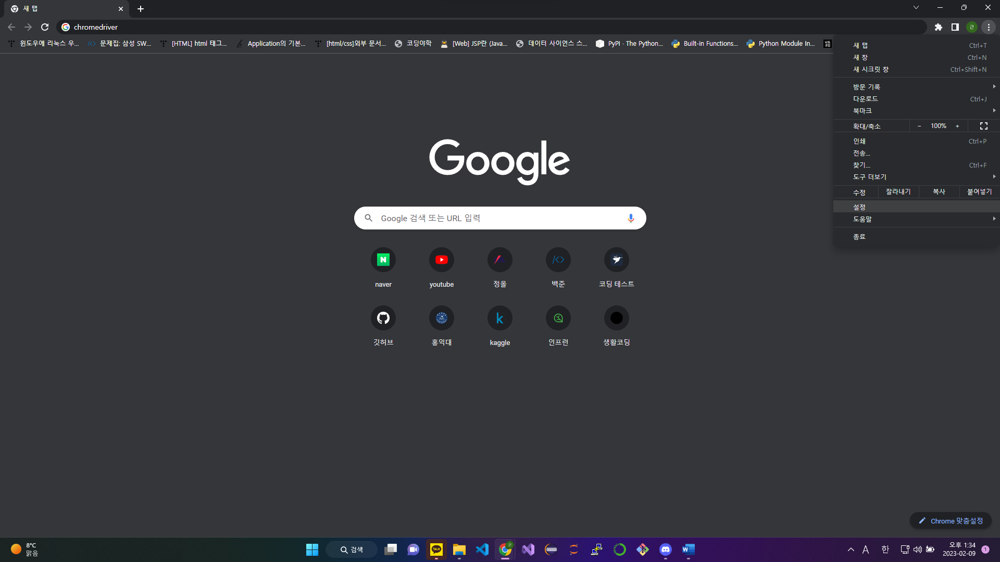 새 탭
chromedriver
근
윈도우에 리눅스 우...
문제집: 삼성 SW...
[HTML] html 태그...
Application의 기본...
[html/css]외부 문서...
코딩야학
[Web] JSP란 (Java...
데이터 사이언스 스...
PyPI · The Python...
Built-in Functions...
Python Module In...
나도
코딩
새 탭 Ctrl+T
새 창 Ctrl+N
새 시크릿 창 Ctrl+Shift+N
방문 기록
다운로드 Ctrl+J
북마크
확대/축소 − 100% +
인쇄 Ctrl+P
전송...
찾기... Ctrl+F
도구 더보기
수정 잘라내기 복사 붙여넣기
설정
도움말
종료
Google
Google 검색 또는 URL 입력
N
naver
youtube
정올
/<>
백준
코딩 테스트
깃허브
홍익대
k
kaggle
인프런
생활코딩
Chrome 맞춤설정
8°C
맑음
검색
TALK
근
W
A
한
오후 1:34
2023-02-09
1